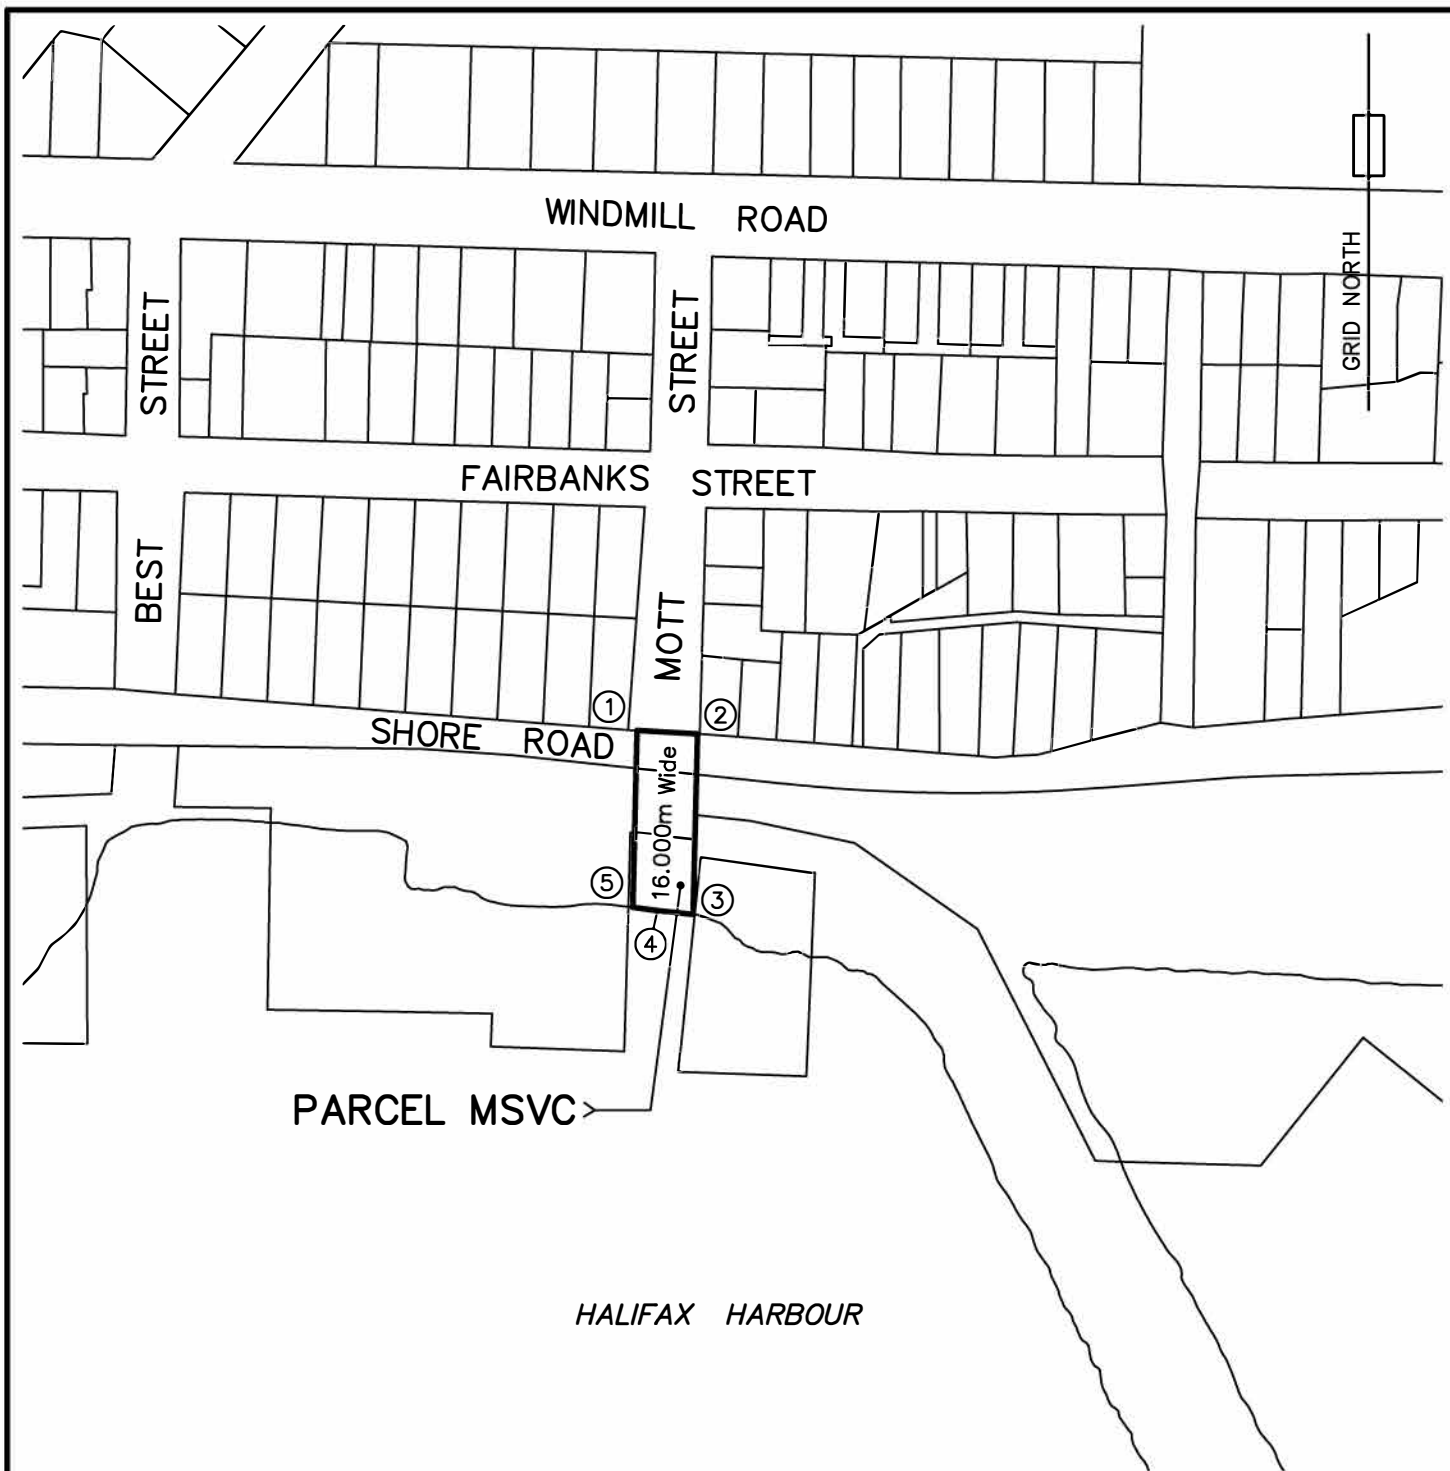 WINDMILL ROAD
GRID NORTH
STREET
STREET
FAIRBANKS STREET
BEST
MOTT
1
2
SHORE ROAD
16.000m Wide
5
3
4
PARCEL MSVC
HALIFAX HARBOUR